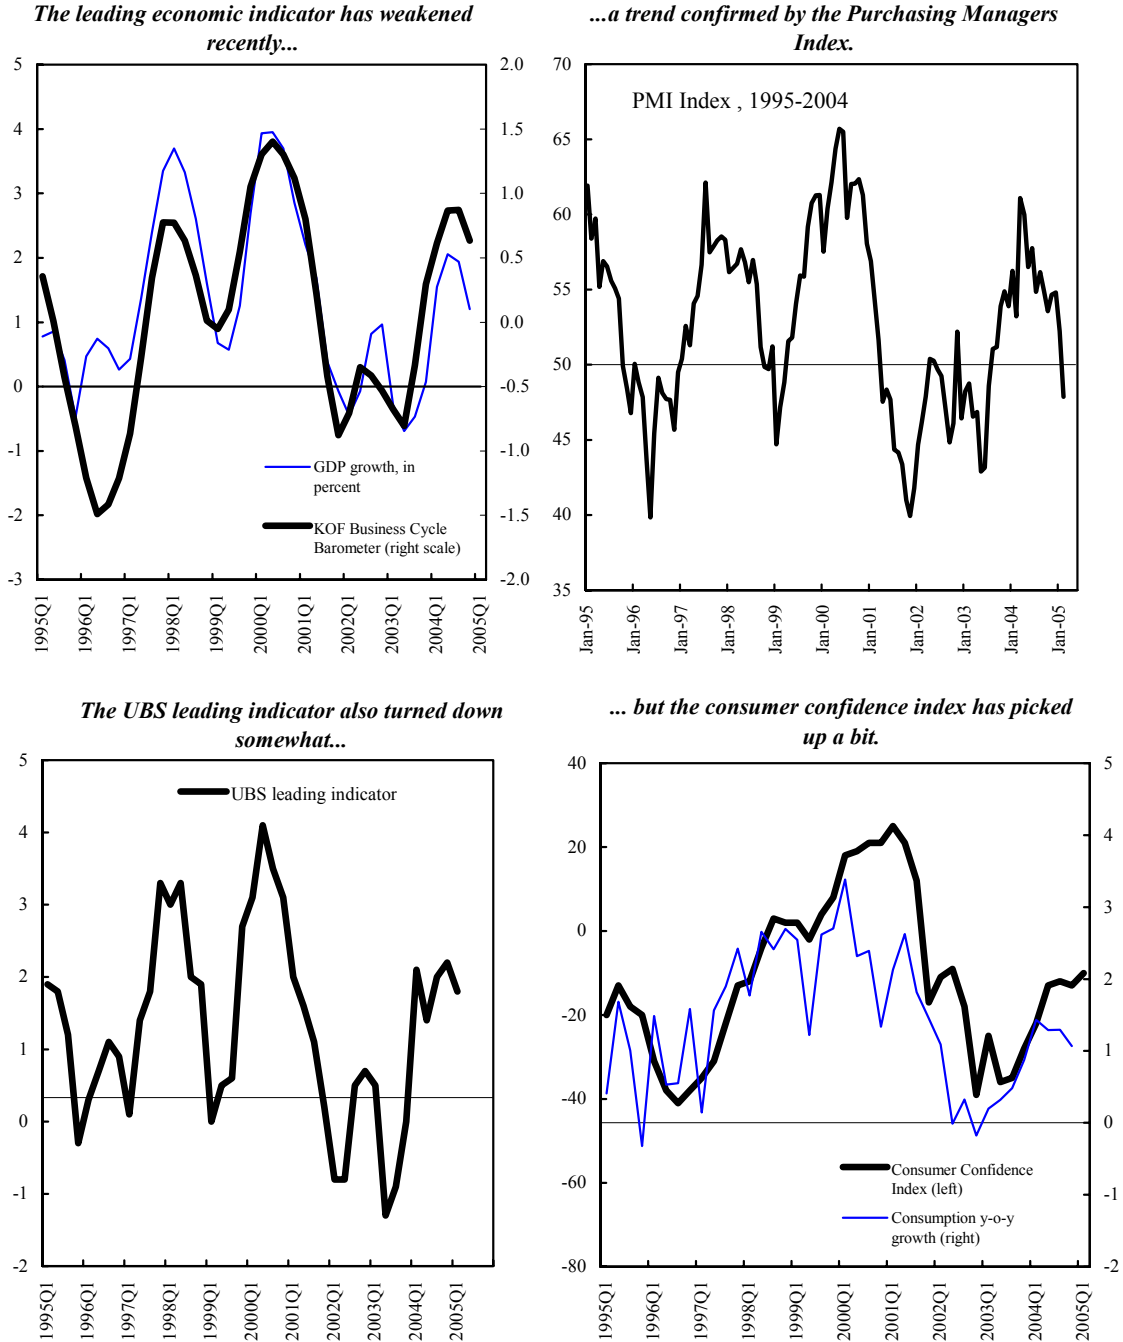 The leading economic indicator has weakened
recently...
5
4
3
2
1
0
-1
-2
-3
2.0
1.5
1.0
0.5
0.0
-0.5
-1.0
-1.5
-2.0
GDP growth, in
percent
KOF Business Cycle
Barometer (right scale)
1995Q1
1996Q1
1997Q1
1998Q1
1999Q1
2000Q1
2001Q1
2002Q1
2003Q1
2004Q1
2005Q1
...a trend confirmed by the Purchasing Managers
Index.
PMI Index , 1995-2004
70
65
60
55
50
45
40
35
Jan-95
Jan-96
Jan-97
Jan-98
Jan-99
Jan-00
Jan-01
Jan-02
Jan-03
Jan-04
Jan-05
The UBS leading indicator also turned down
somewhat...
UBS leading indicator
5
4
3
2
1
0
-1
-2
1995Q1
1996Q1
1997Q1
1998Q1
1999Q1
2000Q1
2001Q1
2002Q1
2003Q1
2004Q1
2005Q1
... but the consumer confidence index has picked
up a bit.
40
20
0
-20
-40
-60
-80
5
4
3
2
1
0
-1
-2
Consumer Confidence
Index (left)
Consumption y-o-y
growth (right)
1995Q1
1996Q1
1997Q1
1998Q1
1999Q1
2000Q1
2001Q1
2002Q1
2003Q1
2004Q1
2005Q1